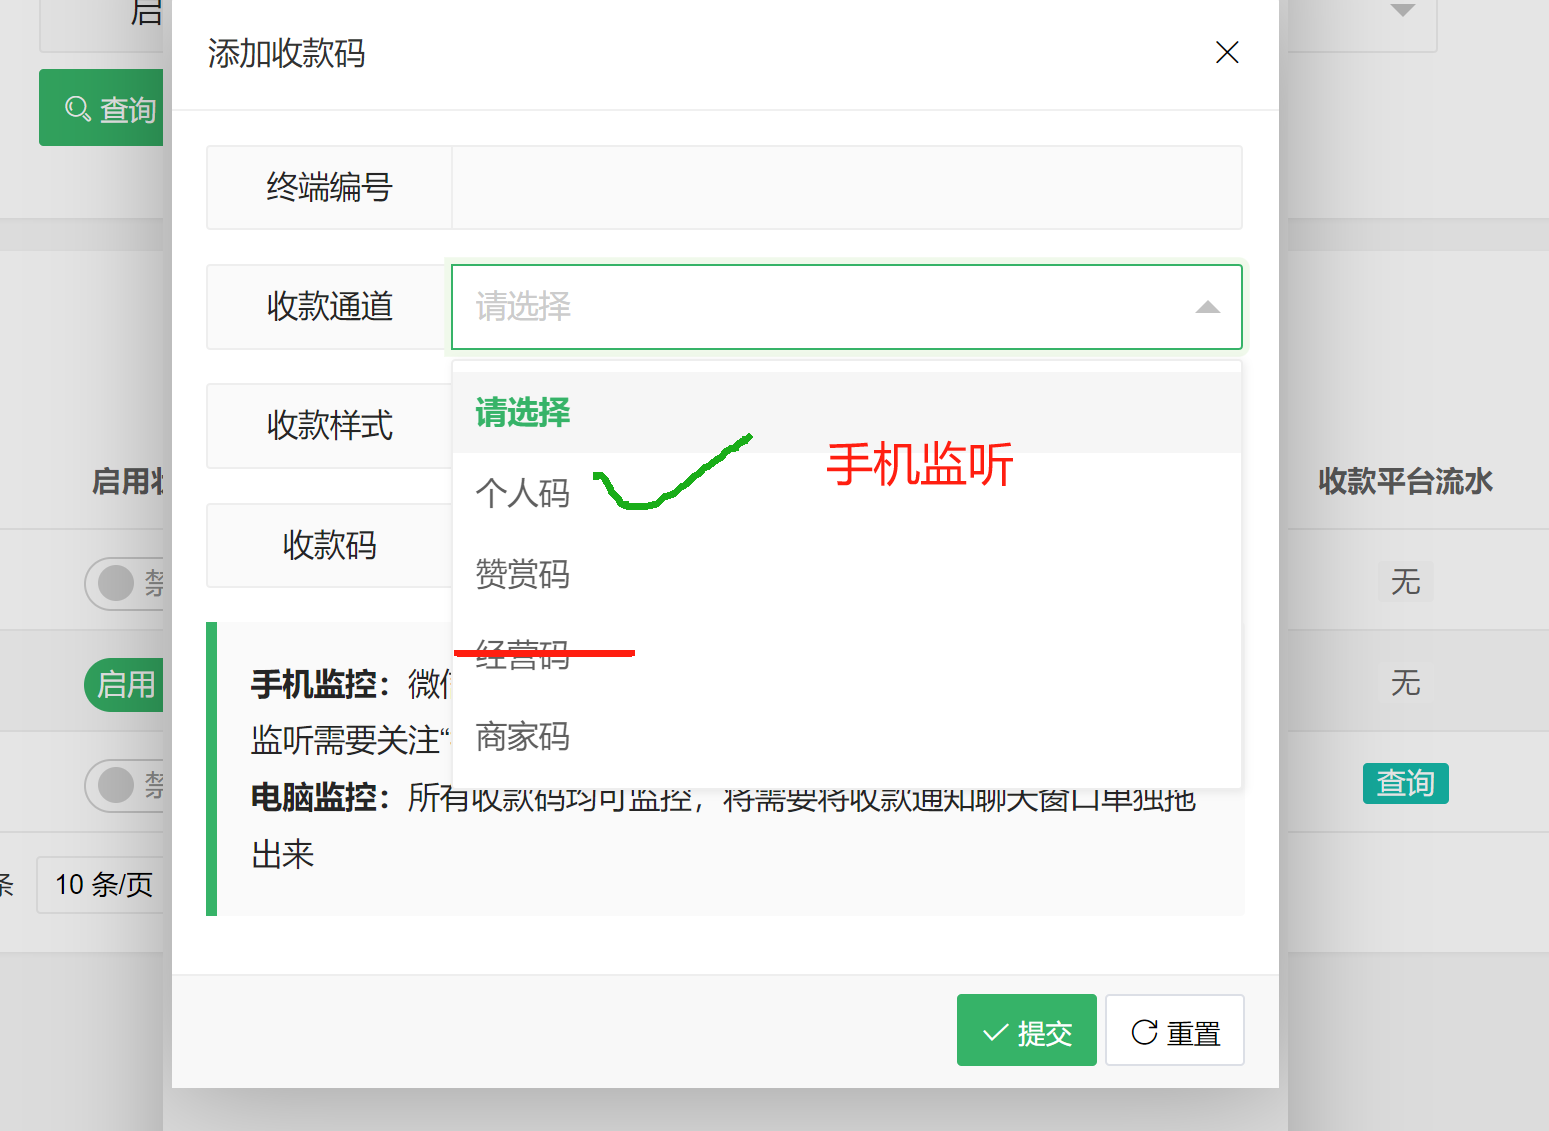 添加收款码
查询
终端编号
收款通道
请选择
收款样式
请选择
个人码
手机监听
赞赏码
经营码
商家码
收款码
启用
收款平台流水
无
启用
无
查询
手机监控：微信
监听需要关注“
电脑监控：所有收款码均可监控，将需要将收款通知聊天窗口单独拖
出来
条
10 条/页
提交
重置